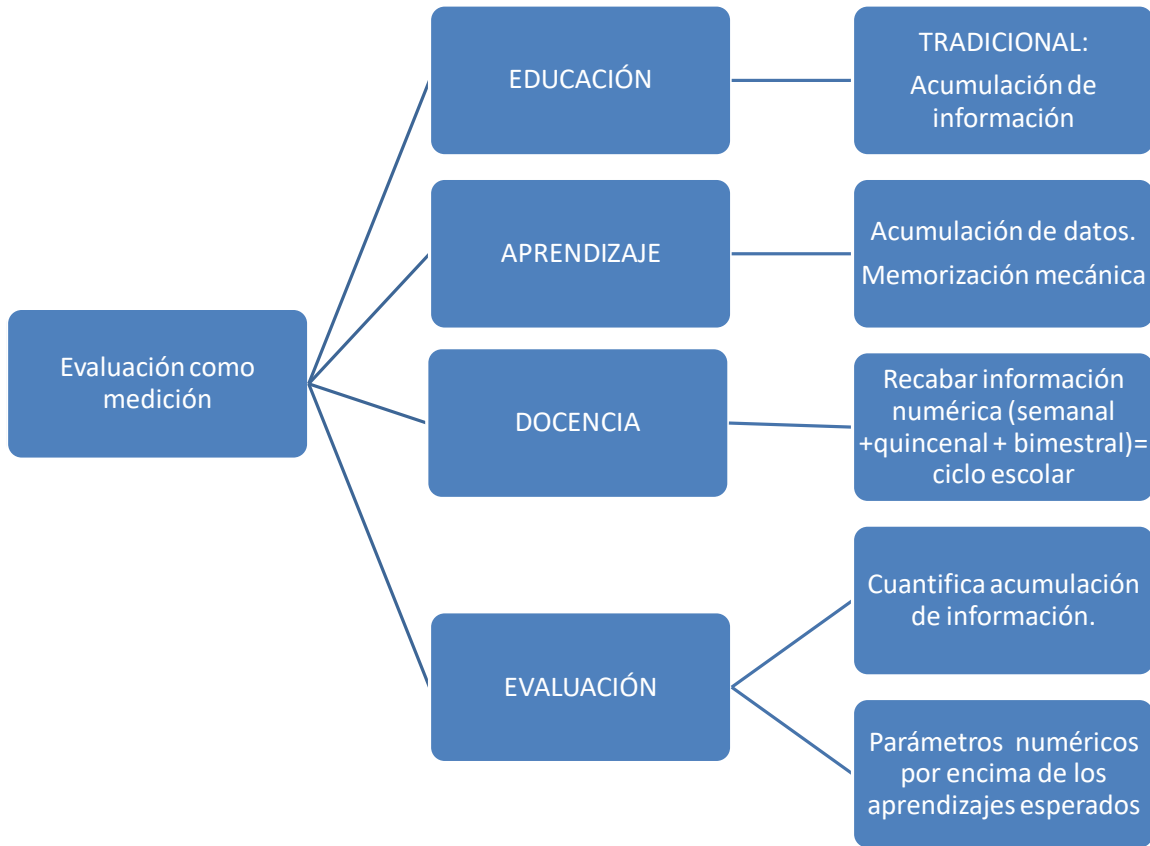 Evaluación como
medición
EDUCACIÓN
TRADICIONAL:
Acumulación de
información
APRENDIZAJE
Acumulación de datos.
Memorización mecánica
DOCENCIA
Recabar información
numérica (semanal
+quincenal + bimestral)=
ciclo escolar
EVALUACIÓN
Cuantifica acumulación
de información.
Parámetros numéricos
por encima de los
aprendizajes esperados